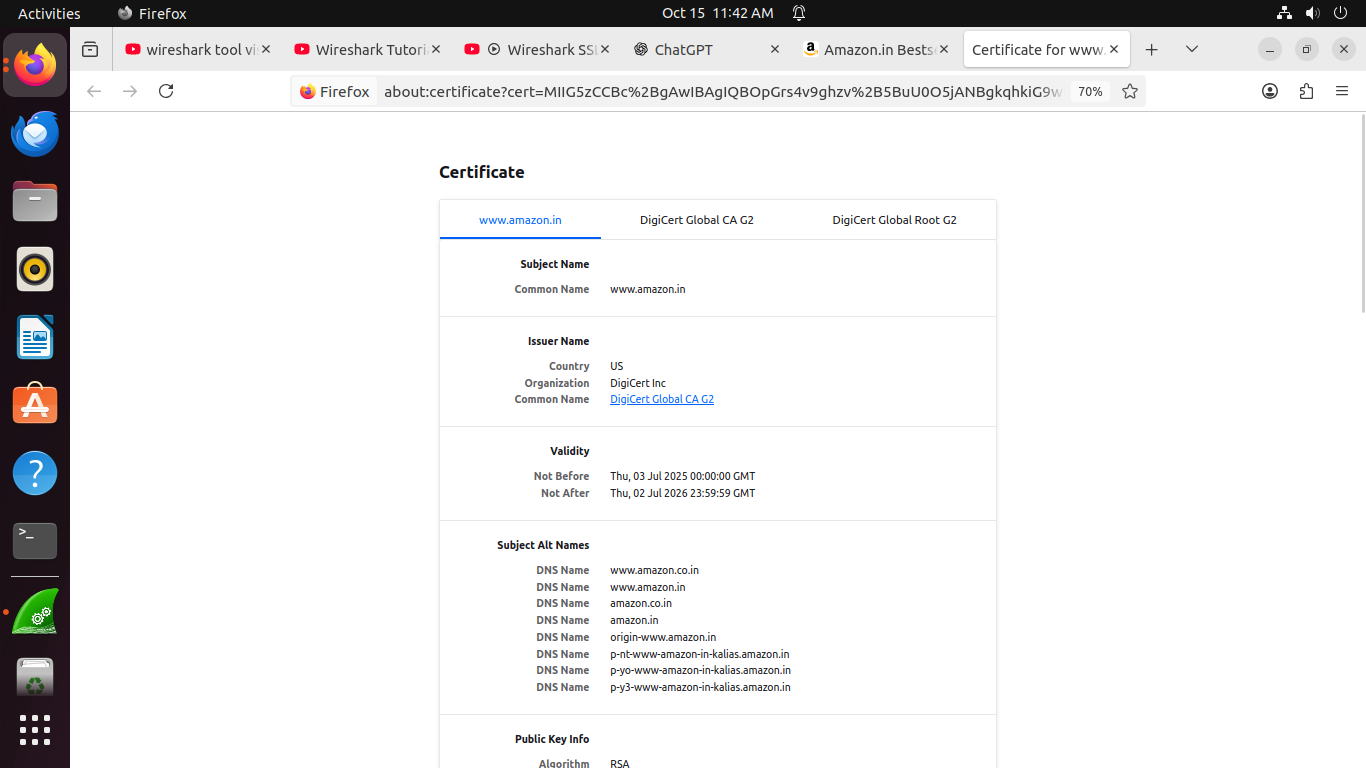 Activities Firefox Oct 15 11:42 AM
wireshark tool vi Wireshark Tutori Wireshark SS ChatGPT Amazon.in Bests Certificate for www.
Firefox about:certificate?cert=MIIG5zCCBc%2BgAwIBAgIQBOpGrs4v9ghzv%2B5BuU0O5jANBgkqhkiG9w 70%
Certificate
www.amazon.in DigiCert Global CA G2 DigiCert Global Root G2
Subject Name
Common Name www.amazon.in
Issuer Name
Country US
Organization DigiCert Inc
Common Name DigiCert Global CA G2
Validity
Not Before Thu, 03 Jul 2025 00:00:00 GMT
Not After Thu, 02 Jul 2026 23:59:59 GMT
Subject Alt Names
DNS Name www.amazon.co.in
DNS Name www.amazon.in
DNS Name amazon.co.in
DNS Name amazon.in
DNS Name origin-www.amazon.in
DNS Name p-nt-www-amazon-in-kalias.amazon.in
DNS Name p-yo-www-amazon-in-kalias.amazon.in
DNS Name p-y3-www-amazon-in-kalias.amazon.in
Public Key Info
Algorithm RSA